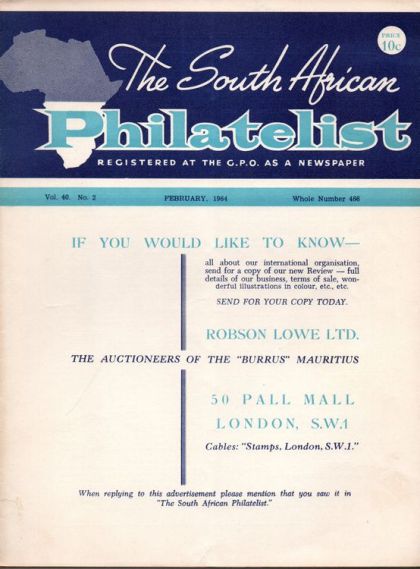 PRICE
10c
The South African
Philatelist
REGISTERED AT THE G.P.O. AS A NEWSPAPER
Vol. 40. No. 2 FEBRUARY, 1964 Whole Number 466
IF YOU WOULD LIKE TO KNOW—
all about our international organisation,
send for a copy of our new Review — full
details of our business, terms of sale, won-
derful illustrations in colour, etc., etc.
SEND FOR YOUR COPY TODAY.
ROBSON LOWE LTD.
THE AUCTIONEERS OF THE "BURRUS" MAURITIUS
50 PALL MALL
LONDON, S.W.1
Cables: "Stamps, London, S.W.1."
When replying to this advertisement please mention that you saw it in
"The South African Philatelist."